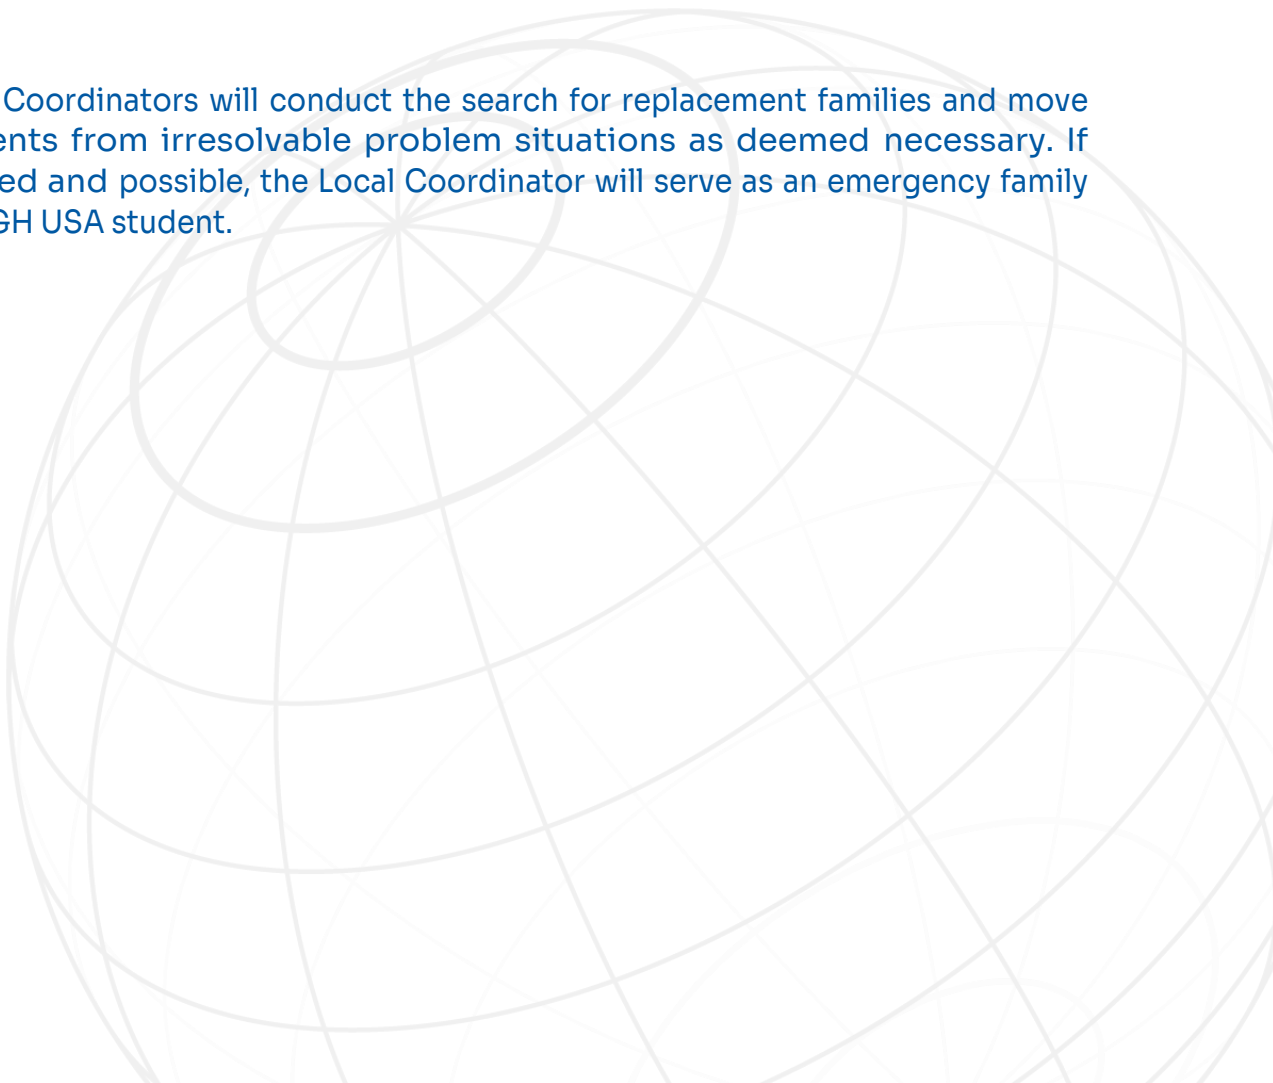 Coordinators will conduct the search for replacement families and move
ents from irresolvable problem situations as deemed necessary. If
ed and possible, the Local Coordinator will serve as an emergency family
GH USA student.